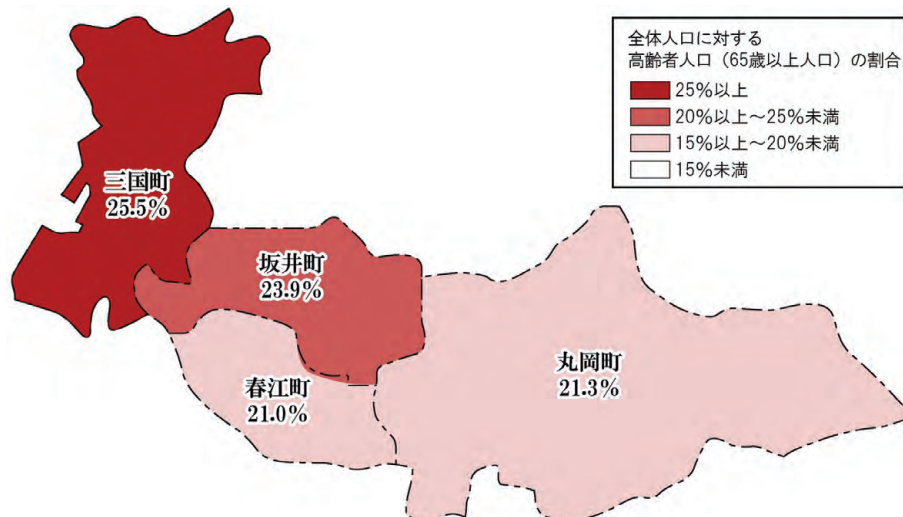 全体人口に対する
高齢者人口（65歳以上人口）の割合
25%以上
20%以上～25%未満
15%以上～20%未満
15%未満
三国町
25.5%
坂井町
23.9%
春江町
21.0%
丸岡町
21.3%